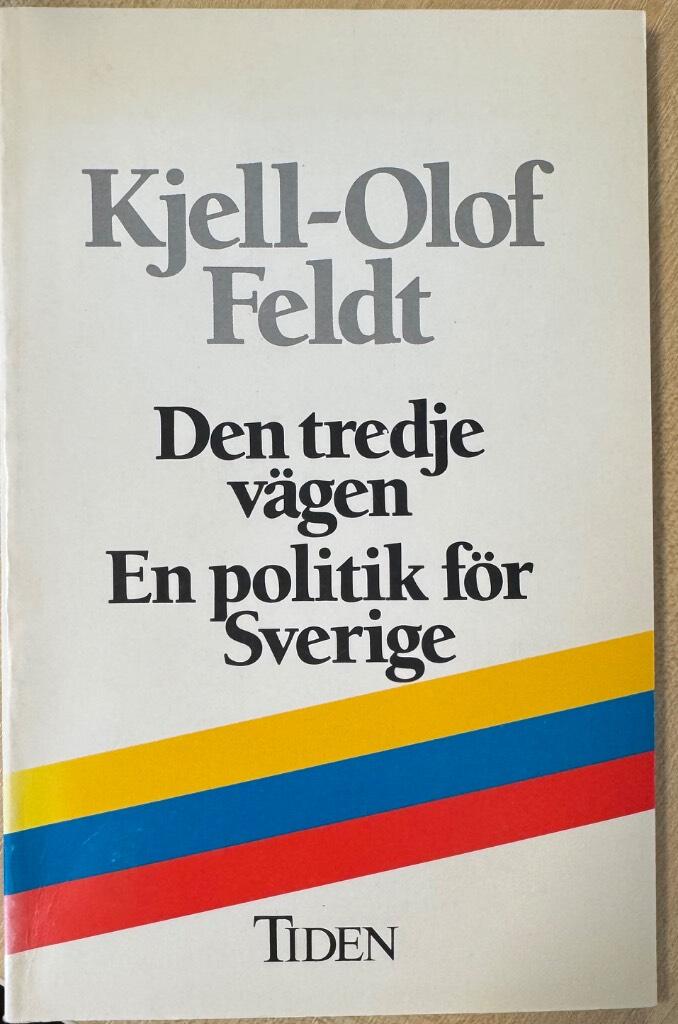 Kjell-Olof
Feldt
Den tredje
vägen
En politik för
Sverige
TIDEN